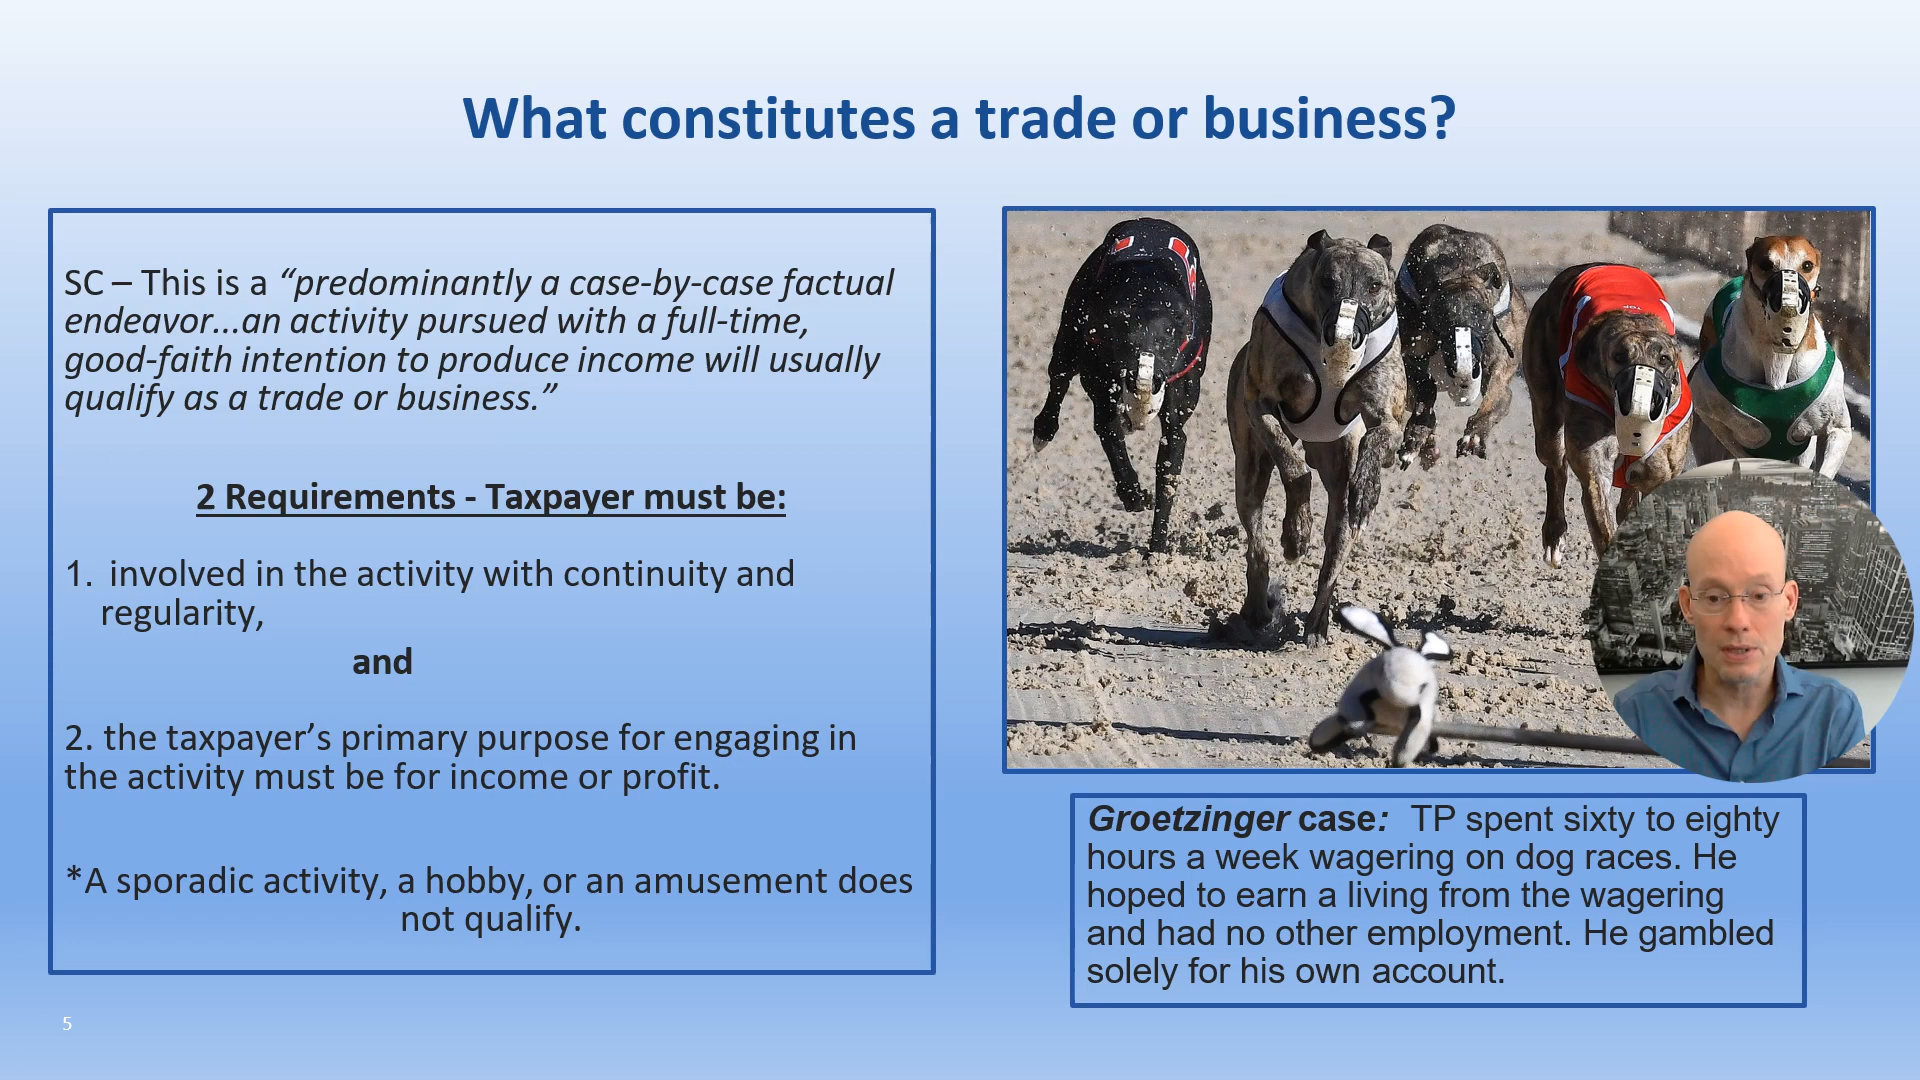 What constitutes a trade or business?
SC – This is a “predominantly a case-by-case factual
endeavor...an activity pursued with a full-time,
good-faith intention to produce income will usually
qualify as a trade or business.”
2 Requirements - Taxpayer must be:
1. involved in the activity with continuity and
regularity,
and
2. the taxpayer’s primary purpose for engaging in
the activity must be for income or profit.
*A sporadic activity, a hobby, or an amusement does
not qualify.
Groetzinger case: TP spent sixty to eighty
hours a week wagering on dog races. He
hoped to earn a living from the wagering
and had no other employment. He gambled
solely for his own account.
5